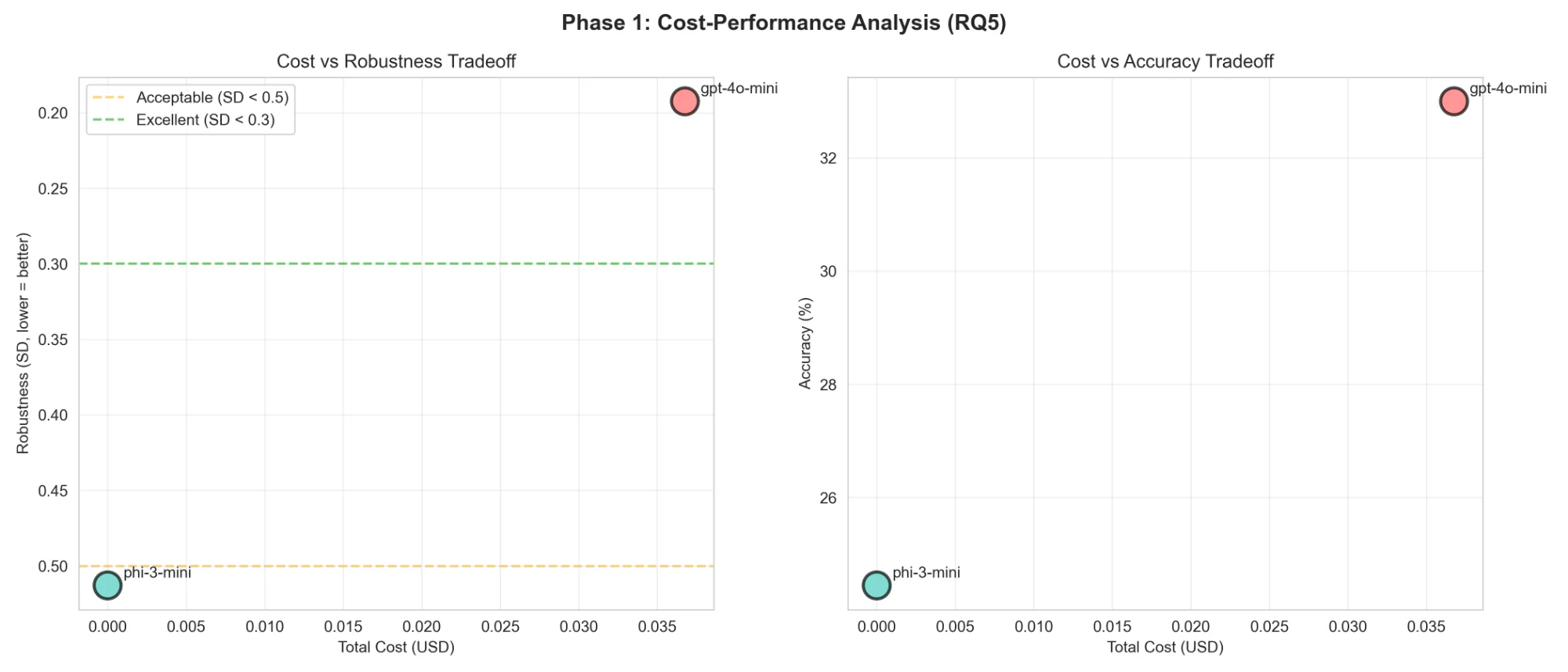 Phase 1: Cost-Performance Analysis (RQ5)
Cost vs Robustness Tradeoff
Acceptable (SD < 0.5)
Excellent (SD < 0.3)
gpt-4o-mini
0.20
0.25
0.30
0.35
0.40
0.45
0.50
Robustness (SD, lower = better)
phi-3-mini
0.000
0.005
0.010
0.015
0.020
0.025
0.030
0.035
Total Cost (USD)
Cost vs Accuracy Tradeoff
gpt-4o-mini
32
30
28
26
Accuracy (%)
phi-3-mini
0.000
0.005
0.010
0.015
0.020
0.025
0.030
0.035
Total Cost (USD)